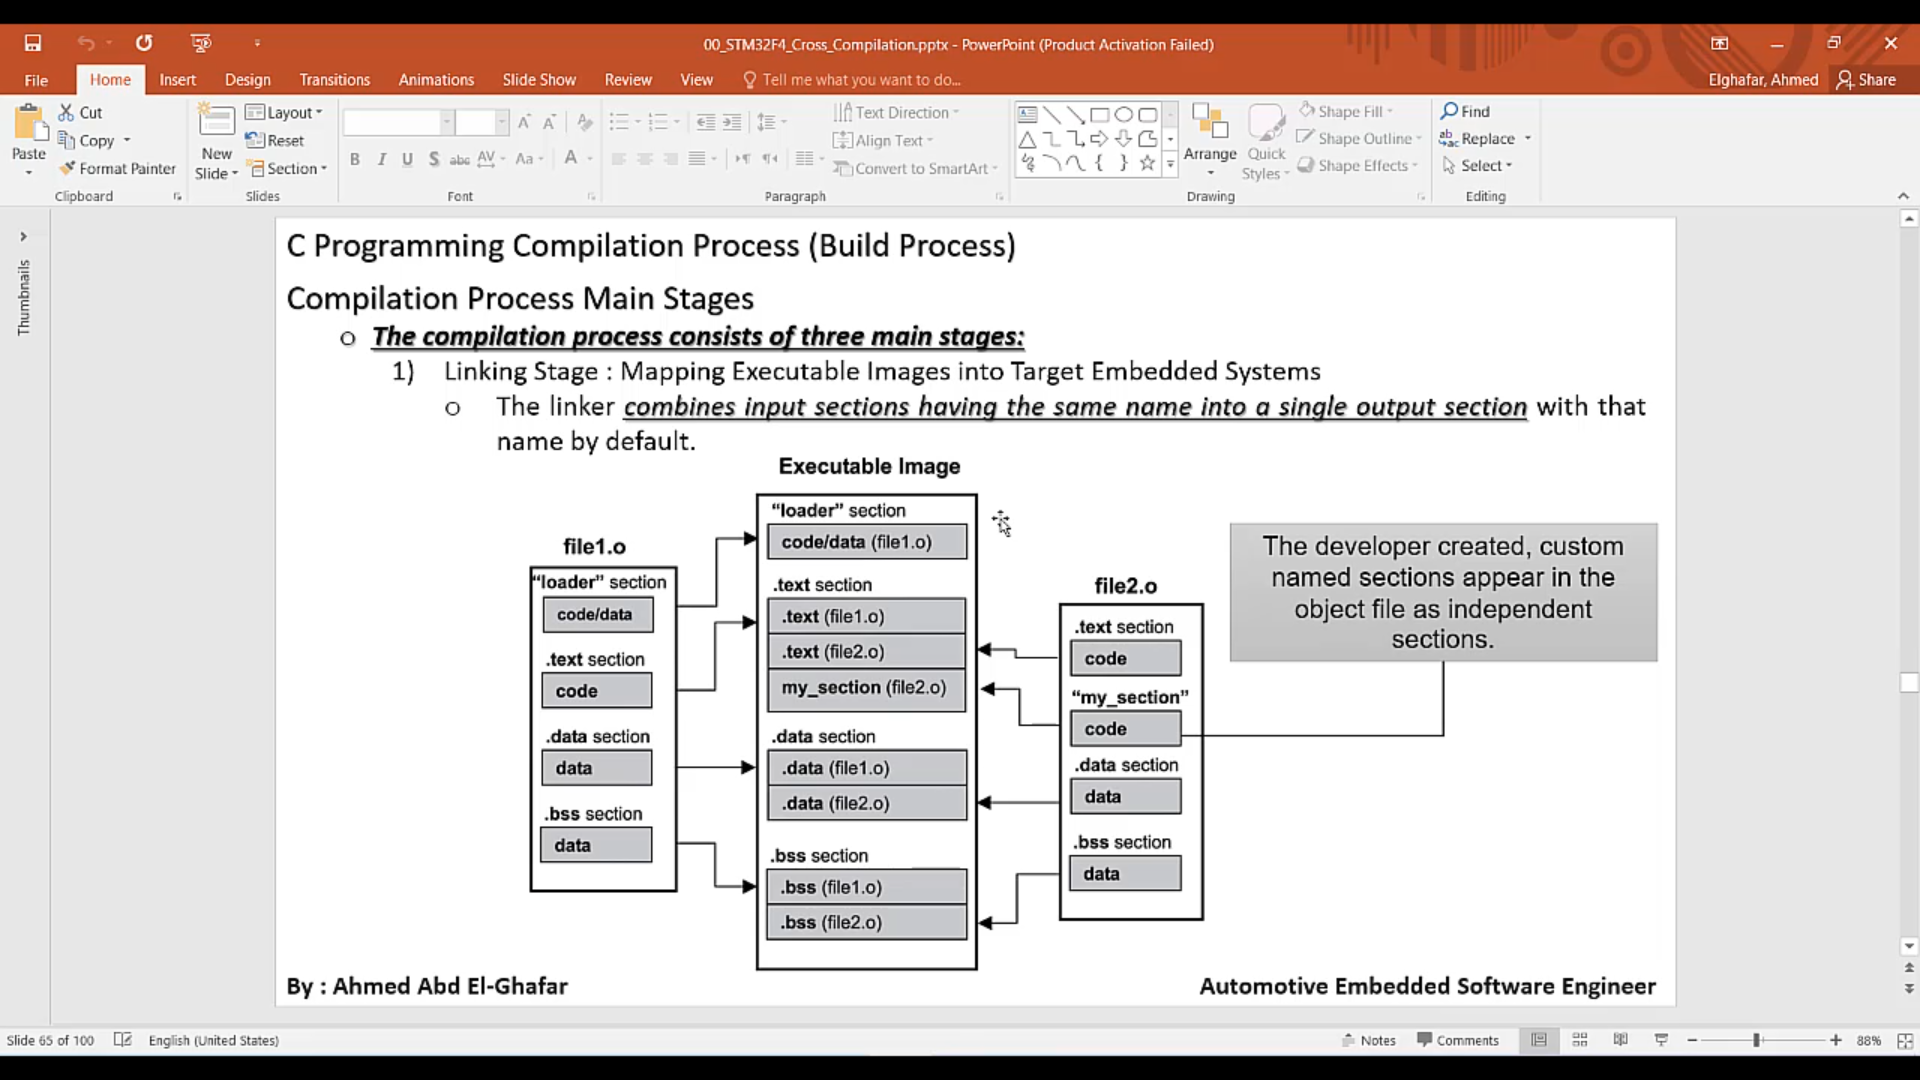 00_STM32F4_Cross_Compilation.pptx - PowerPoint (Product Activation Failed)
File
Home
Insert
Design
Transitions
Animations
Slide Show
Review
View
Tell me what you want to do...
Elghafar, Ahmed
Share
Paste
Cut
Copy
Format Painter
Clipboard
New
Slide
Layout
Reset
Section
Slides
B I U S abc AV Aa A
Font
Text Direction
Align Text
Convert to SmartArt
Paragraph
Arrange
Quick
Styles
Shape Fill
Shape Outline
Shape Effects
Drawing
Find
Replace
Select
Editing
Thumbnails
C Programming Compilation Process (Build Process)
Compilation Process Main Stages
o The compilation process consists of three main stages:
1) Linking Stage : Mapping Executable Images into Target Embedded Systems
o The linker combines input sections having the same name into a single output section with that
name by default.
Executable Image
file1.o
"loader" section
code/data
.text section
code
.data section
data
.bss section
data
"loader" section
code/data (file1.o)
.text section
.text (file1.o)
.text (file2.o)
my_section (file2.o)
.data section
.data (file1.o)
.data (file2.o)
.bss section
.bss (file1.o)
.bss (file2.o)
file2.o
.text section
code
"my_section"
code
.data section
data
.bss section
data
The developer created, custom
named sections appear in the
object file as independent
sections.
By : Ahmed Abd El-Ghafar
Automotive Embedded Software Engineer
Slide 65 of 100
English (United States)
Notes
Comments
88%